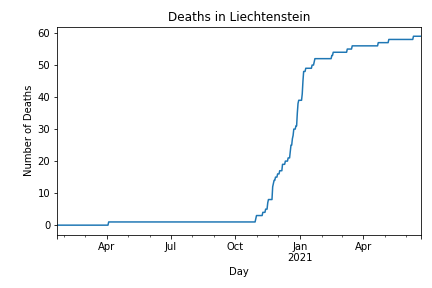 Deaths in Liechtenstein
60
50
40
30
20
10
0
Number of Deaths
Apr
Jul
Oct
Jan
2021
Apr
Day